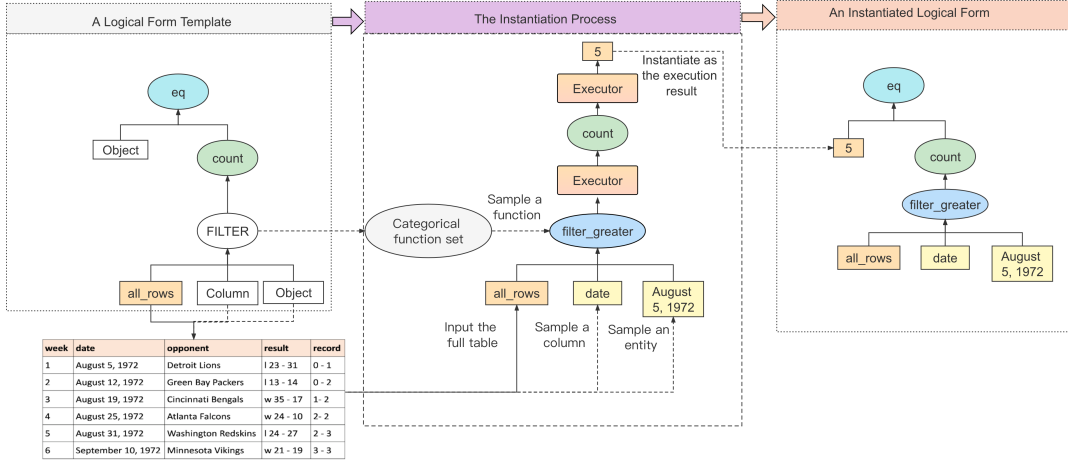 A Logical Form Template
eq
Object
count
FILTER
all_rows
Column
Object
week date opponent result record
1 August 5, 1972 Detroit Lions l 23 - 31 0 - 1
2 August 12, 1972 Green Bay Packers l 13 - 14 0 - 2
3 August 19, 1972 Cincinnati Bengals w 35 - 17 1- 2
4 August 25, 1972 Atlanta Falcons w 24 - 10 2- 2
5 August 31, 1972 Washington Redskins l 24 - 27 2 - 3
6 September 10, 1972 Minnesota Vikings w 21 - 19 3 - 3
The Instantiation Process
5
Instantiate as
the execution
result
Executor
count
Executor
Sample a
function
Categorical
function set
filter_greater
all_rows
date
August
5, 1972
Input the
full table
Sample a
column
Sample an
entity
An Instantiated Logical Form
eq
5
count
filter_greater
all_rows
date
August
5, 1972